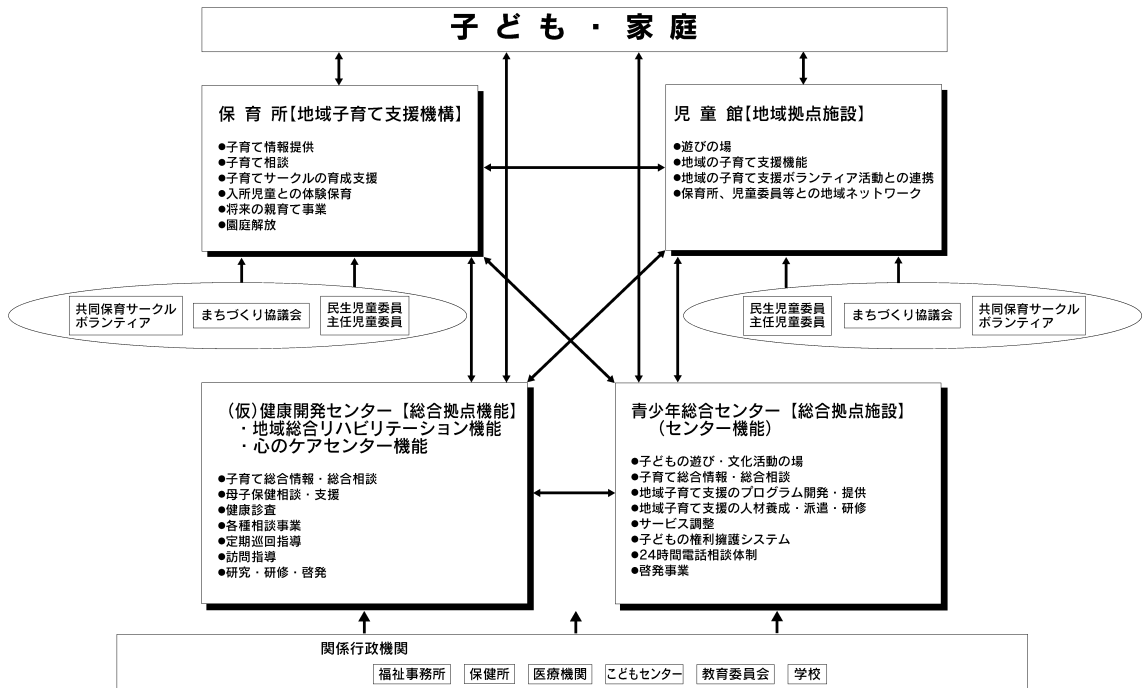 子 ど も ・ 家 庭
保 育 所【地域子育て支援機構】
●子育て情報提供
●子育て相談
●子育てサークルの育成支援
●入所児童との体験保育
●将来の親育て事業
●園庭解放
児 童 館【地域拠点施設】
●遊びの場
●地域の子育て支援機能
●地域の子育て支援ボランティア活動との連携
●保育所、児童委員等との地域ネットワーク
共同保育サークル
ボランティア
まちづくり協議会
民生児童委員
主任児童委員
民生児童委員
主任児童委員
まちづくり協議会
共同保育サークル
ボランティア
(仮)健康開発センター【総合拠点機能】
・地域総合リハビリテーション機能
・心のケアセンター機能
●子育て総合情報・総合相談
●母子保健相談・支援
●健康診査
●各種相談事業
●定期巡回指導
●訪問指導
●研究・研修・啓発
青少年総合センター【総合拠点施設】
(センター機能)
●子どもの遊び・文化活動の場
●子育て総合情報・総合相談
●地域子育て支援のプログラム開発・提供
●地域子育て支援の人材養成・派遣・研修
●サービス調整
●子どもの権利擁護システム
●24時間電話相談体制
●啓発事業
関係行政機関
福祉事務所
保健所
医療機関
こどもセンター
教育委員会
学校